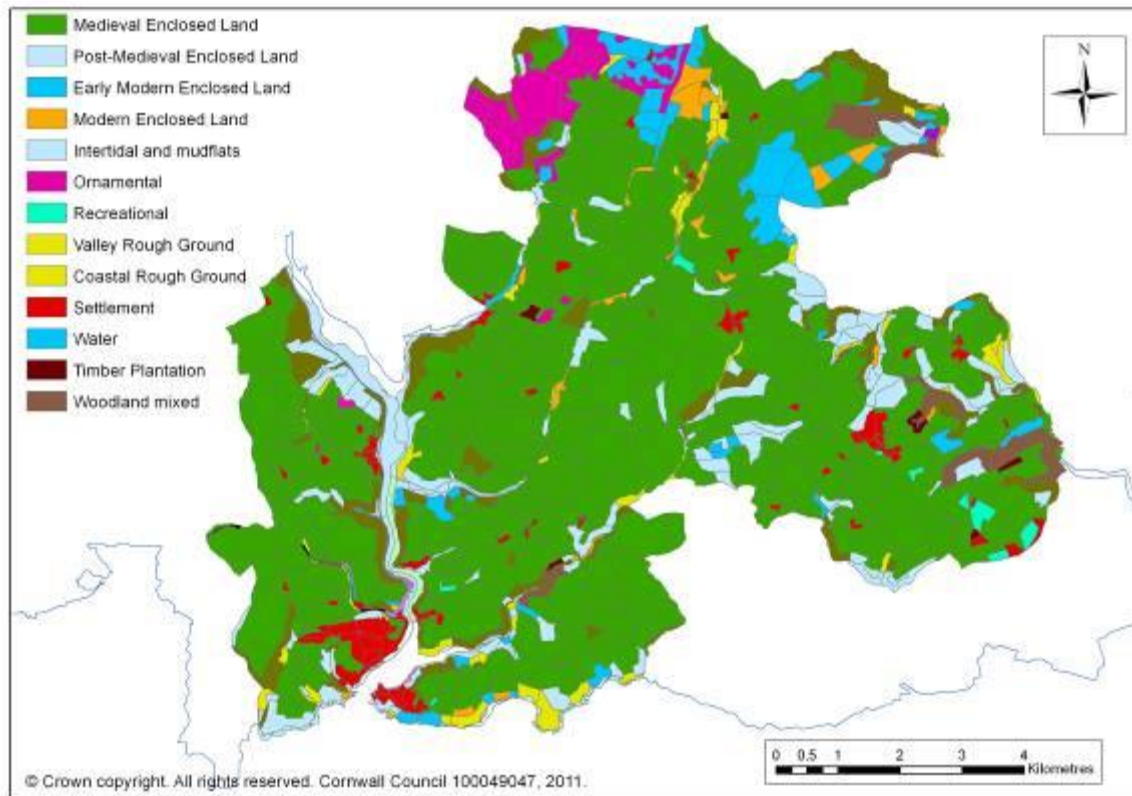 Medieval Enclosed Land
Post-Medieval Enclosed Land
Early Modern Enclosed Land
Modern Enclosed Land
Intertidal and mudflats
Ornamental
Recreational
Valley Rough Ground
Coastal Rough Ground
Settlement
Water
Timber Plantation
Woodland mixed
N
0 0.5 1 2 3 4
Kilometres
© Crown copyright. All rights reserved. Cornwall Council 100049047, 2011.